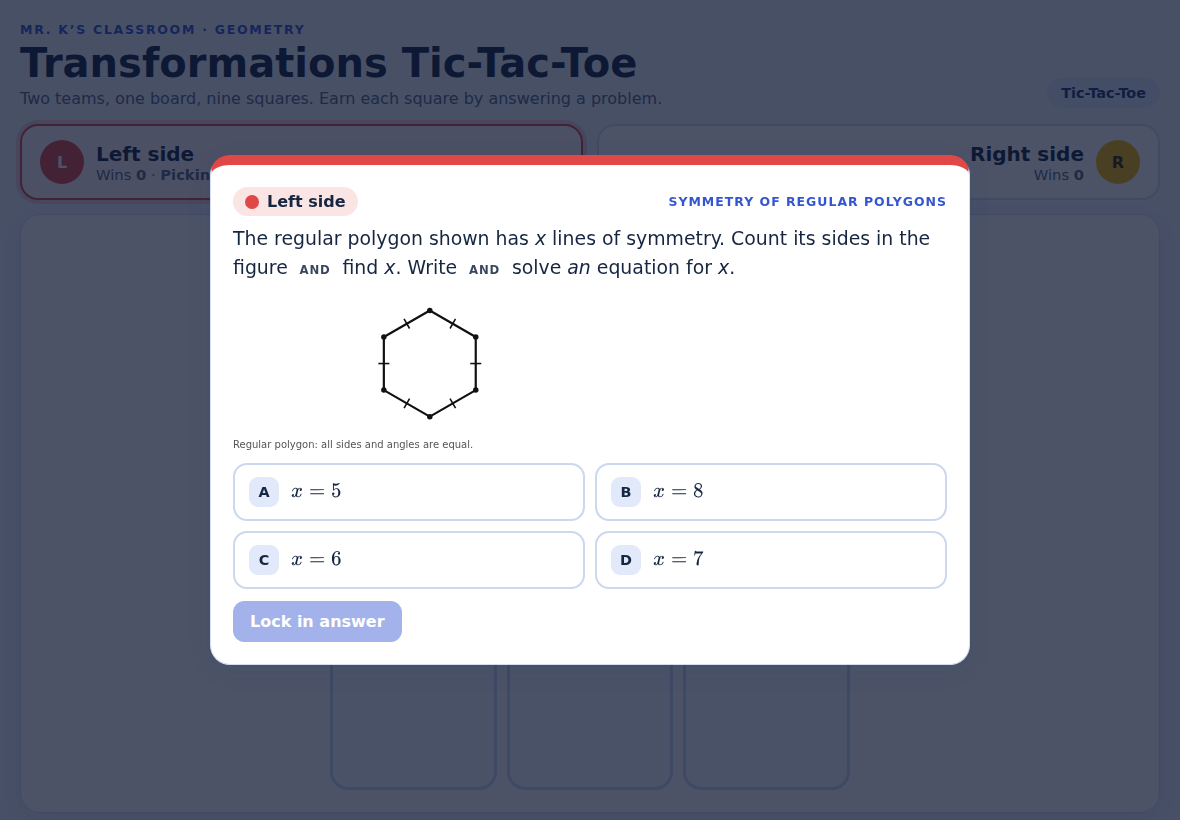 MR. K’S CLASSROOM · GEOMETRY
Transformations Tic-Tac-Toe
Two teams, one board, nine squares. Earn each square by answering a problem.
Tic-Tac-Toe
L
Left side
Wins 0 · Pickin
Right side
Wins 0
R
Left side
SYMMETRY OF REGULAR POLYGONS
The regular polygon shown has x lines of symmetry. Count its sides in the
figure AND find x. Write AND solve an equation for x.
Regular polygon: all sides and angles are equal.
A x = 5
B x = 8
C x = 6
D x = 7
Lock in answer